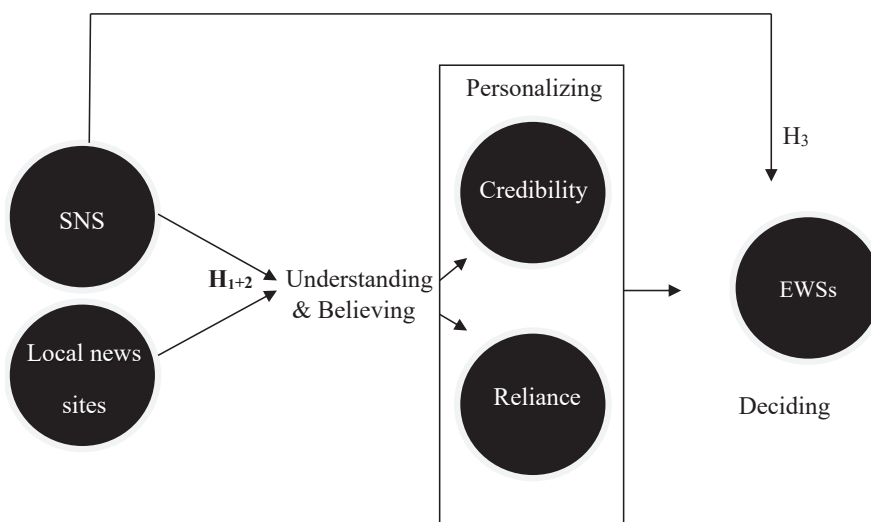 Personalizing
H₃
Credibility
SNS
H₁₊₂
Understanding
& Believing
EWSs
Local news
sites
Reliance
Deciding